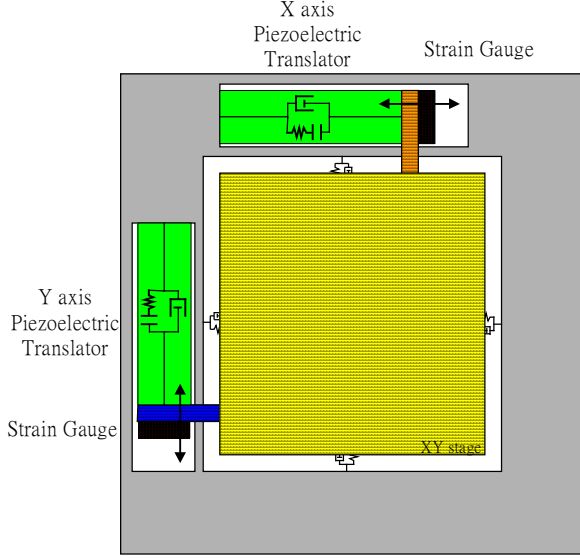 X axis
Piezoelectric
Translator
Strain Gauge
Y axis
Piezoelectric
Translator
Strain Gauge
XY stage